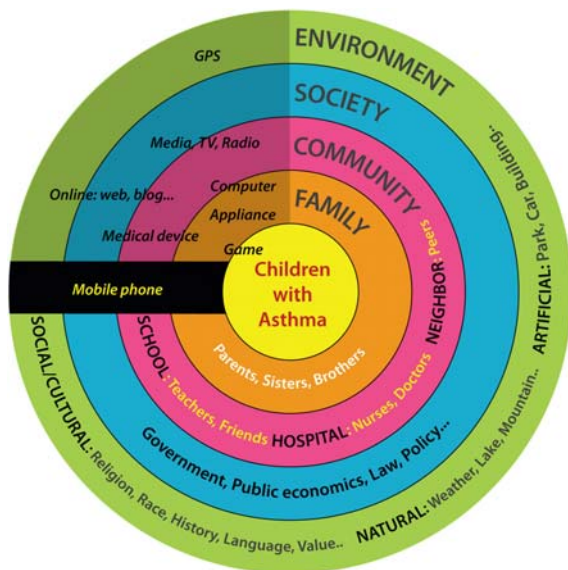 ENVIRONMENT
SOCIETY
COMMUNITY
FAMILY
GPS
Media, TV, Radio
Online: web, blog...
Computer
Appliance
Medical device
Game
Mobile phone
Children
with
Asthma
Parents, Sisters, Brothers
SCHOOL: Teachers, Friends
HOSPITAL: Nurses, Doctors
NEIGHBOR: Peers
Government, Public economics, Law, Policy...
SOCIAL/CULTURAL: Religion, Race, History, Language, Value..
NATURAL: Weather, Lake, Mountain..
ARTIFICIAL: Park, Car, Building..